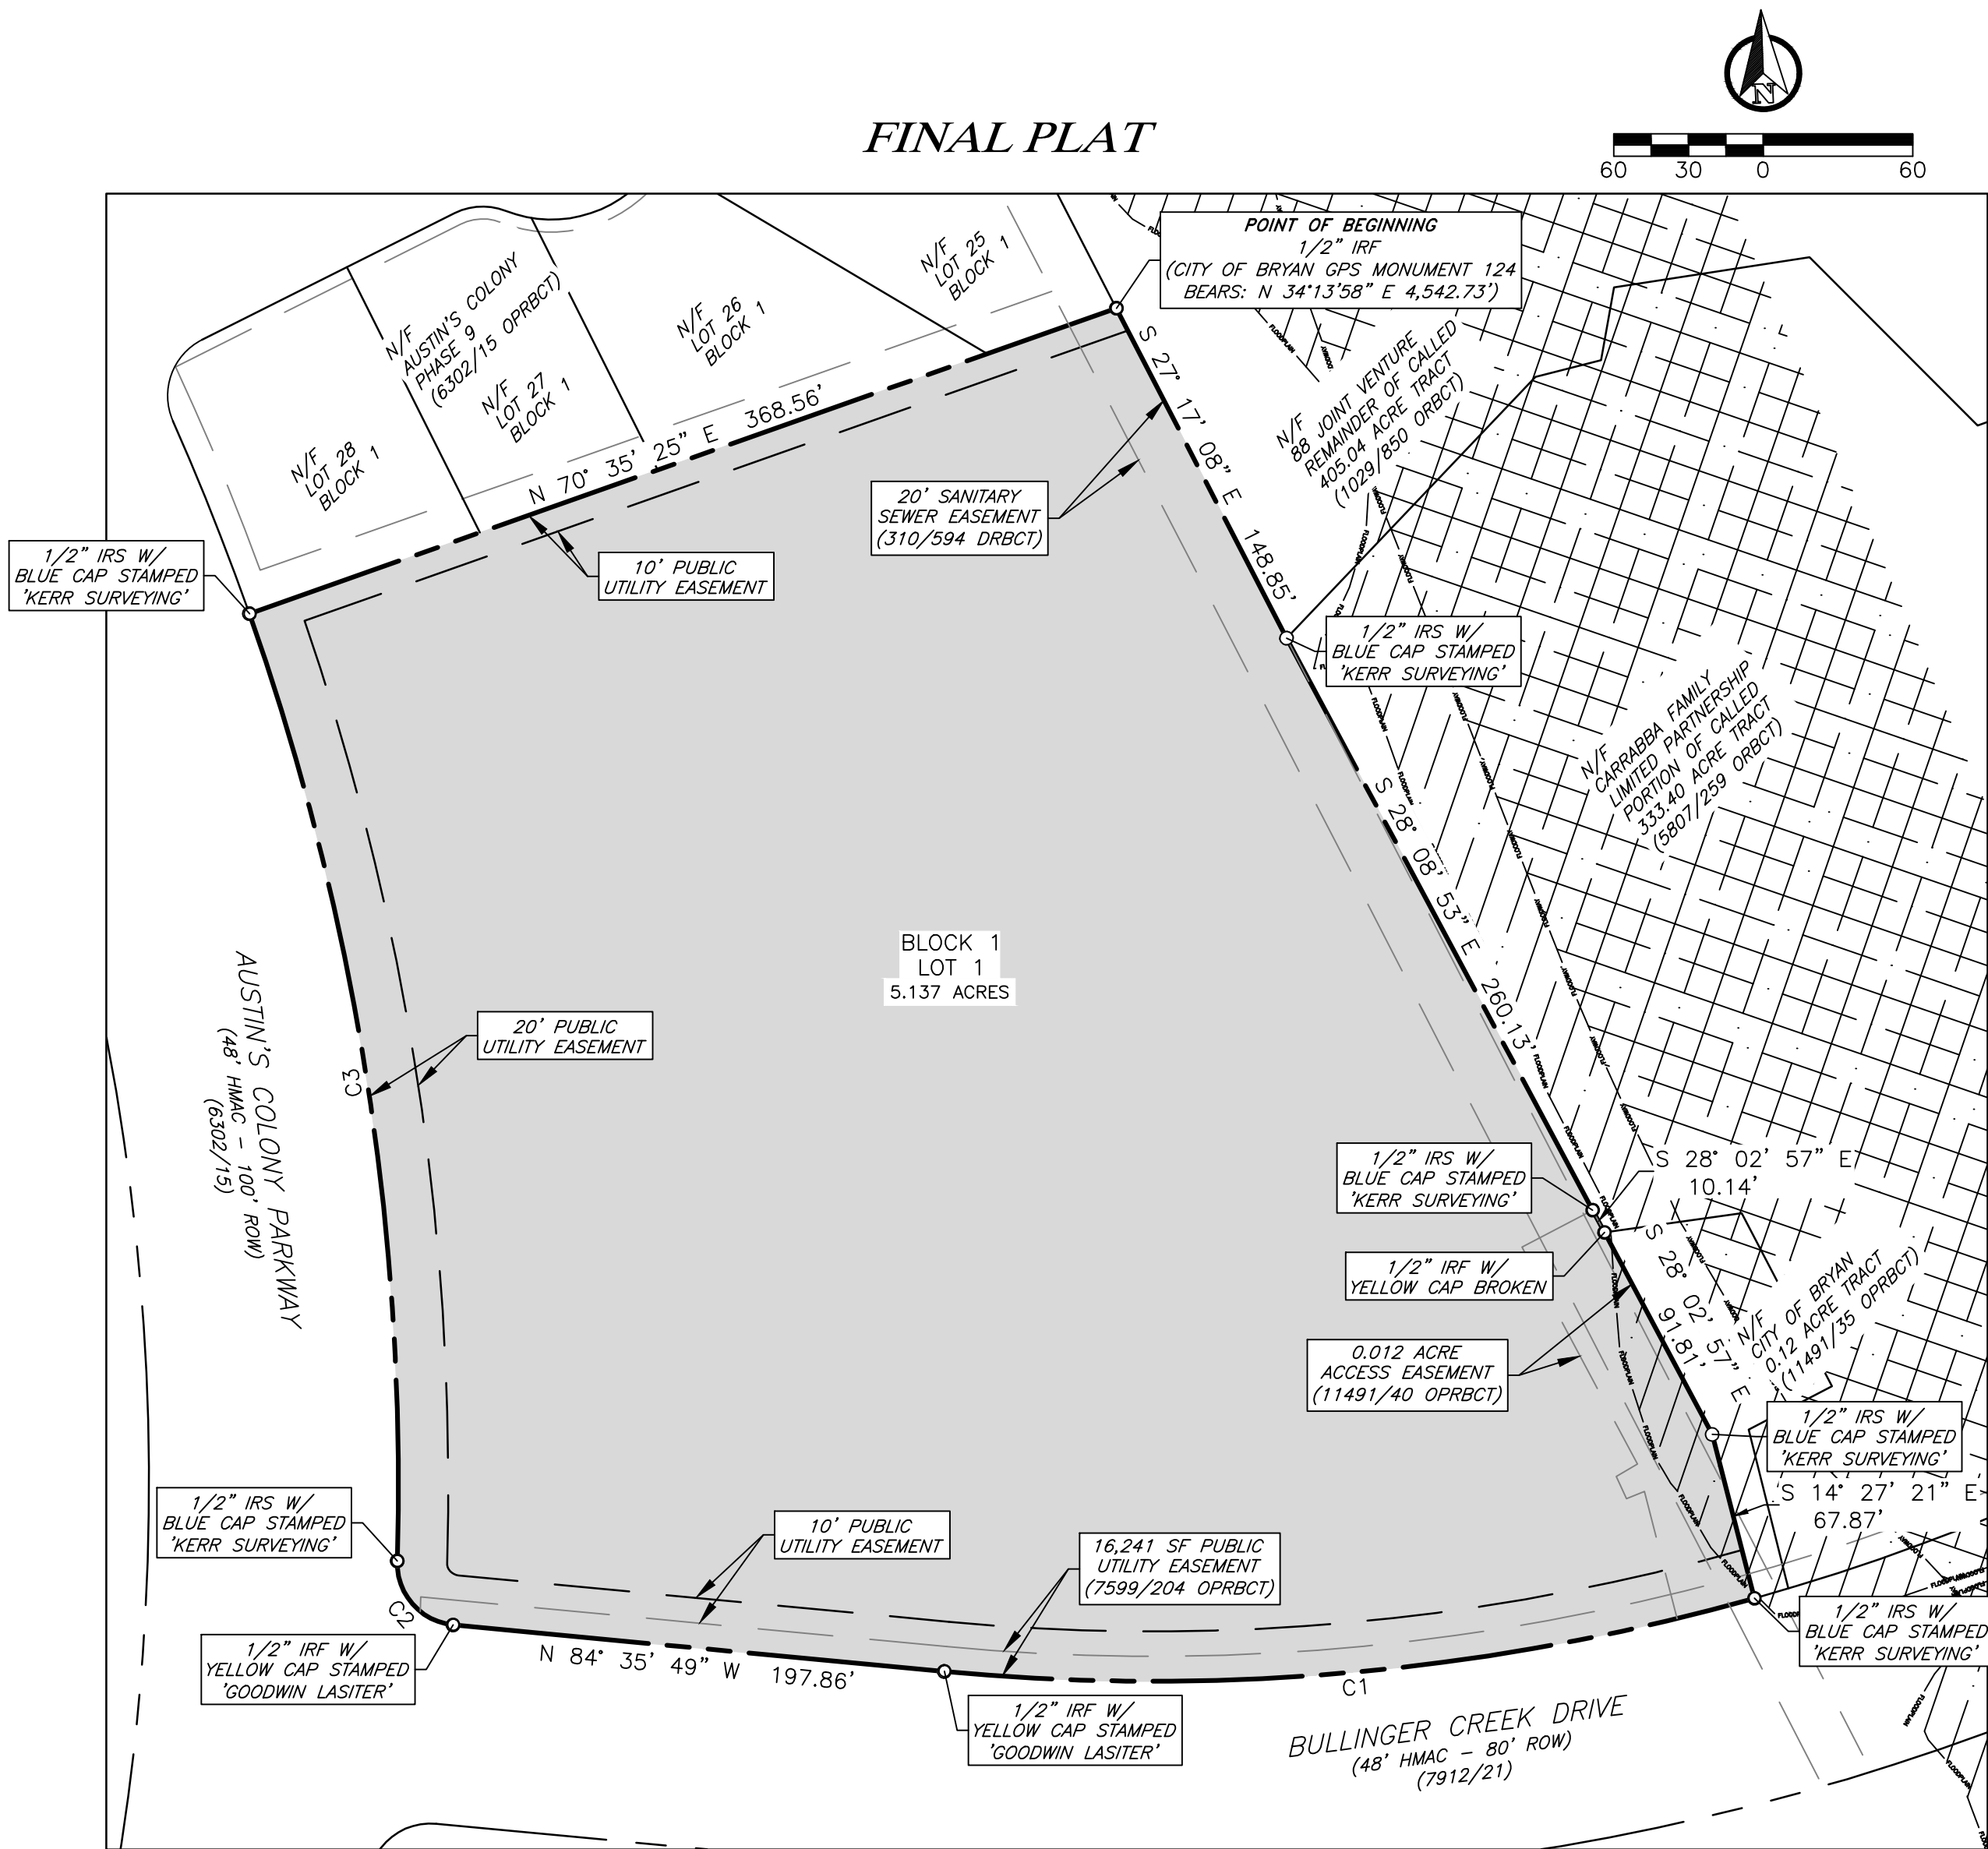 N
FINAL PLAT
60 30 0 60
POINT OF BEGINNING
1/2" IRF
(CITY OF BRYAN GPS MONUMENT 124
BEARS: N 34°13'58" E 4,542.73')
N/F
LOT 25
BLOCK 1
N/F
LOT 26
BLOCK 1
N/F
AUSTIN'S COLONY
PHASE 9
(6302/15 OPRBCT)
N/F
LOT 27
BLOCK 1
N/F
LOT 28
BLOCK 1
N 70° 35' 25" E 368.56'
S 27° 17' 08" E 148.85'
N/F
88 JOINT VENTURE
REMAINDER OF CALLED
405.04 ACRE TRACT
(1029/850 ORBCT)
20' SANITARY
SEWER EASEMENT
(310/594 DRBCT)
1/2" IRS W/
BLUE CAP STAMPED
'KERR SURVEYING'
10' PUBLIC
UTILITY EASEMENT
1/2" IRS W/
BLUE CAP STAMPED
'KERR SURVEYING'
N/F
CARRABBA FAMILY
LIMITED PARTNERSHIP
PORTION OF CALLED
333.40 ACRE TRACT
(5807/259 ORBCT)
S 28° 08' 53" E 260.13'
BLOCK 1
LOT 1
5.137 ACRES
20' PUBLIC
UTILITY EASEMENT
C3
AUSTIN'S COLONY PARKWAY
(48' HMAC - 100' ROW)
(6302/15)
1/2" IRS W/
BLUE CAP STAMPED
'KERR SURVEYING'
S 28° 02' 57" E
10.14'
1/2" IRF W/
YELLOW CAP BROKEN
S 28° 02' 57" E
91.81'
N/F
CITY OF BRYAN
0.12 ACRE TRACT
(11491/35 OPRBCT)
0.012 ACRE
ACCESS EASEMENT
(11491/40 OPRBCT)
1/2" IRS W/
BLUE CAP STAMPED
'KERR SURVEYING'
S 14° 27' 21" E
67.87'
1/2" IRS W/
BLUE CAP STAMPED
'KERR SURVEYING'
10' PUBLIC
UTILITY EASEMENT
16,241 SF PUBLIC
UTILITY EASEMENT
(7599/204 OPRBCT)
C2
1/2" IRS W/
BLUE CAP STAMPED
'KERR SURVEYING'
1/2" IRF W/
YELLOW CAP STAMPED
'GOODWIN LASITER'
N 84° 35' 49" W 197.86'
C1
1/2" IRF W/
YELLOW CAP STAMPED
'GOODWIN LASITER'
BULLINGER CREEK DRIVE
(48' HMAC - 80' ROW)
(7912/21)
FLOODPLAIN
FLOODWAY